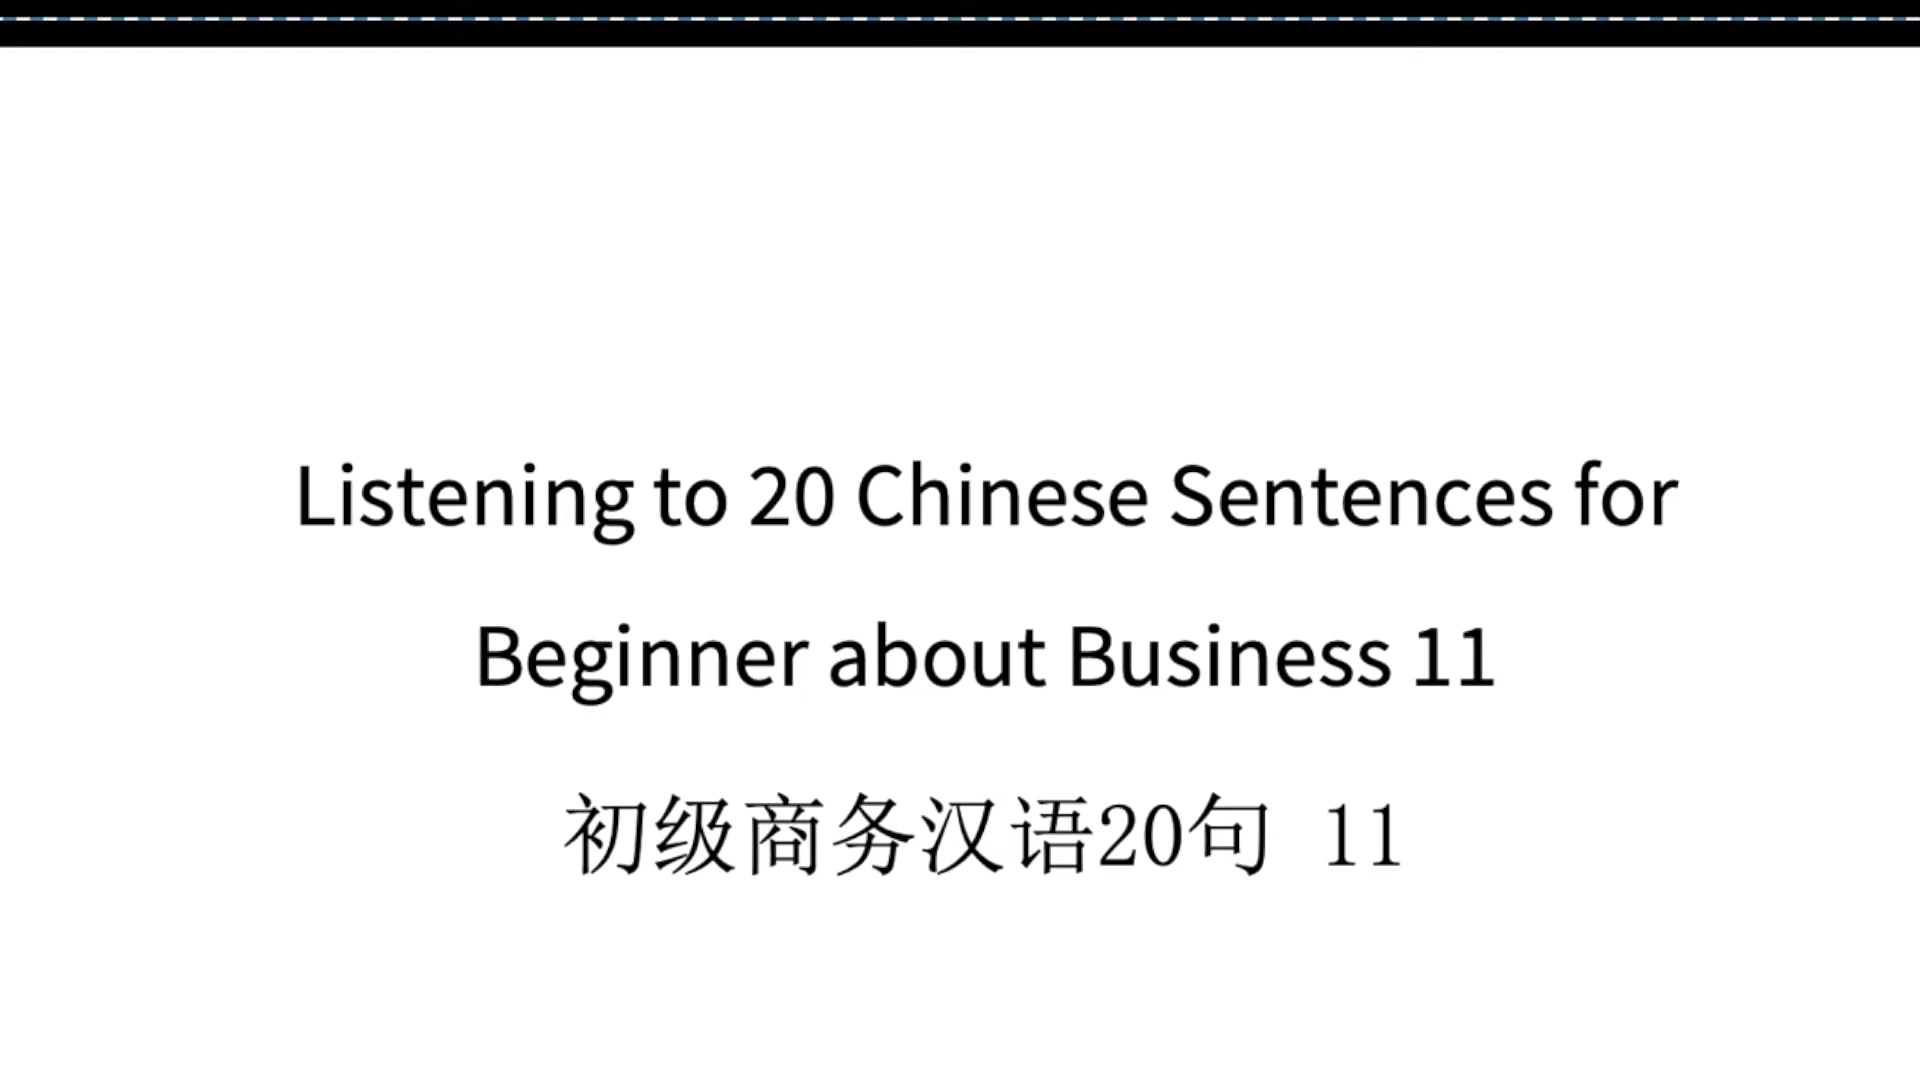 Listening to 20 Chinese Sentences for
Beginner about Business 11
初级商务汉语20句 11